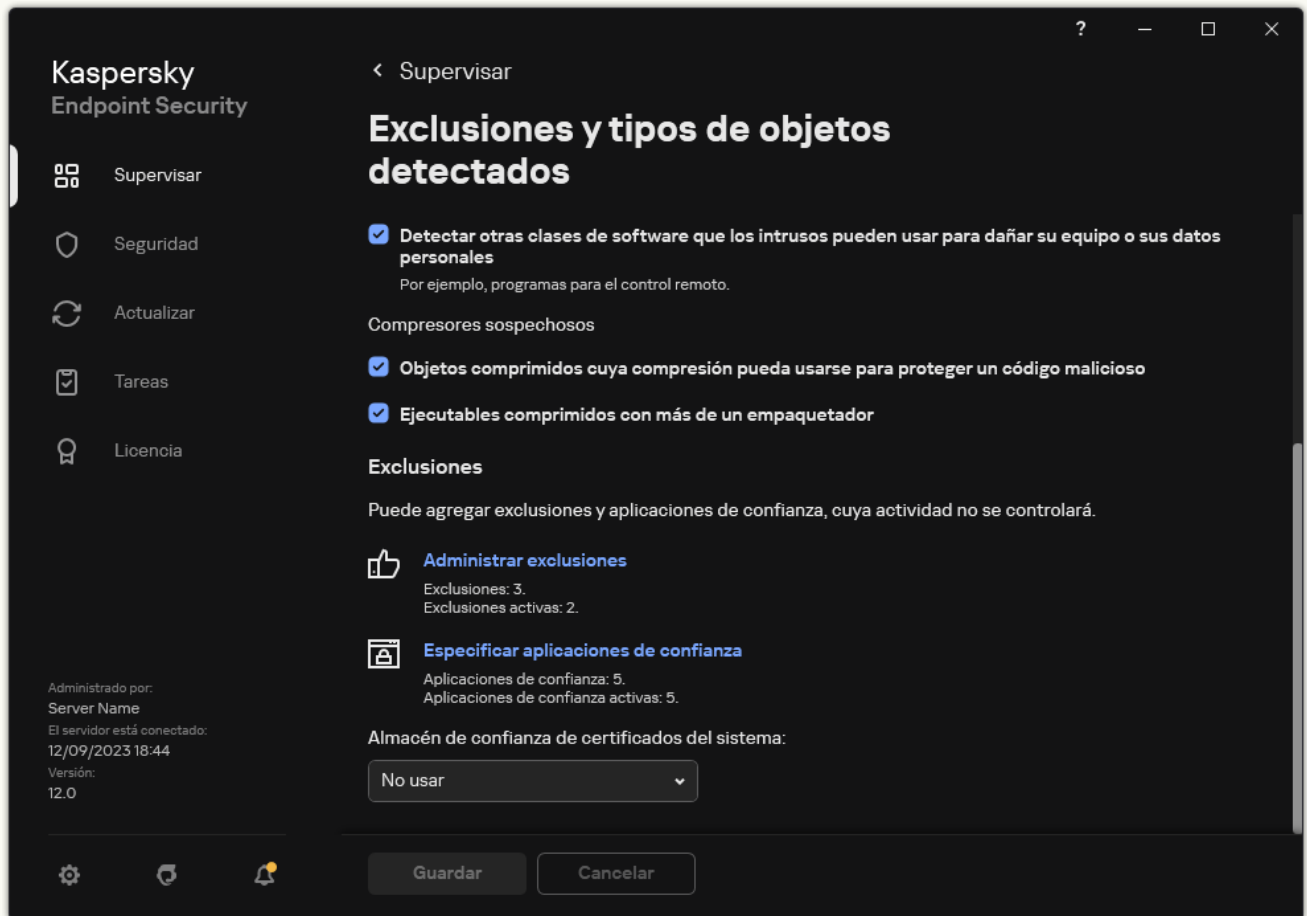 ?
Kaspersky
Endpoint Security
Supervisar
Seguridad
Actualizar
Tareas
Licencia
Administrado por:
Server Name
El servidor está conectado:
12/09/2023 18:44
Versión:
12.0
Supervisar
Exclusiones y tipos de objetos
detectados
Detectar otras clases de software que los intrusos pueden usar para dañar su equipo o sus datos
personales
Por ejemplo, programas para el control remoto.
Compresores sospechosos
Objetos comprimidos cuya compresión pueda usarse para proteger un código malicioso
Ejecutables comprimidos con más de un empaquetador
Exclusiones
Puede agregar exclusiones y aplicaciones de confianza, cuya actividad no se controlará.
Administrar exclusiones
Exclusiones: 3.
Exclusiones activas: 2.
Especificar aplicaciones de confianza
Aplicaciones de confianza: 5.
Aplicaciones de confianza activas: 5.
Almacén de confianza de certificados del sistema:
No usar
Guardar
Cancelar